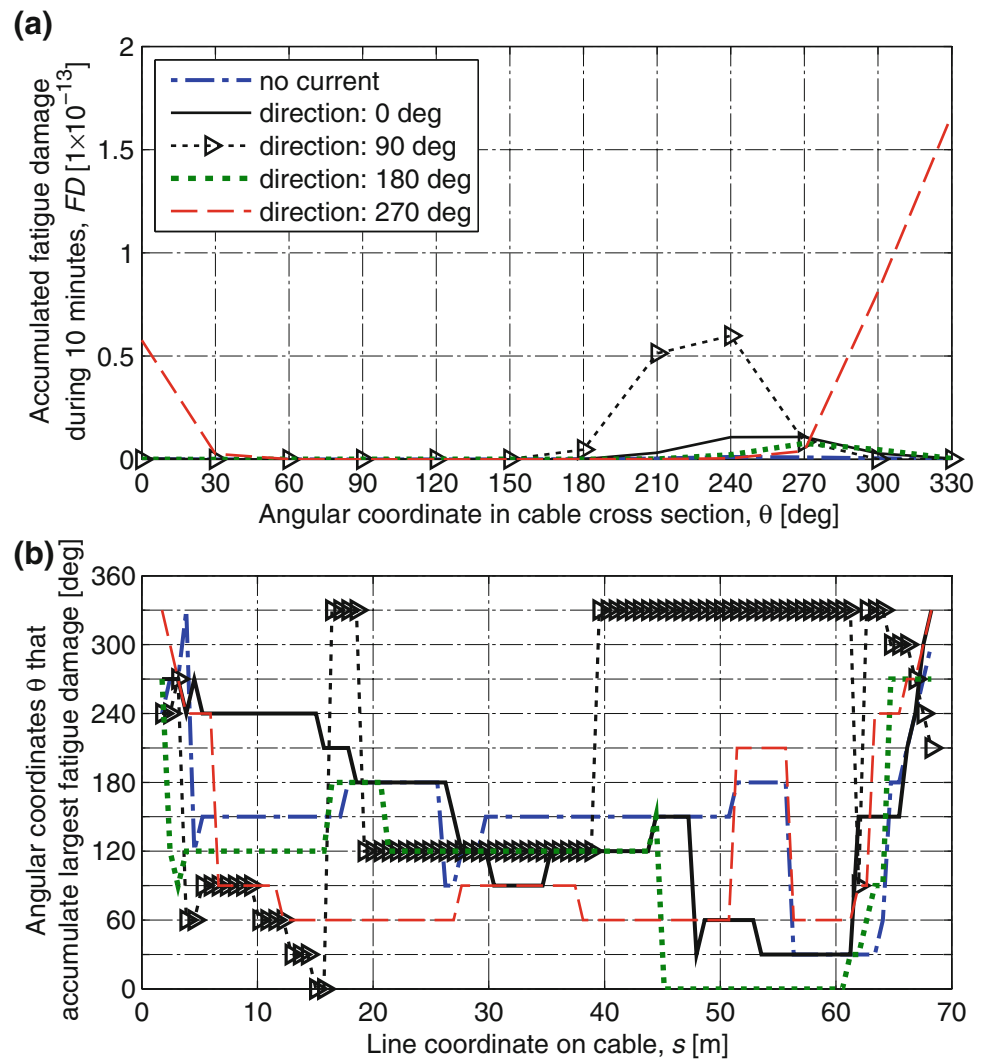 (a)
Accumulated fatigue damage
during 10 minutes, FD [1×10⁻¹³]
2
1.5
1
0.5
0
no current
direction: 0 deg
direction: 90 deg
direction: 180 deg
direction: 270 deg
0 30 60 90 120 150 180 210 240 270 300 330
Angular coordinate in cable cross section, θ [deg]
(b)
Angular coordinates θ that
accumulate largest fatigue damage [deg]
360
300
240
180
120
60
0
0 10 20 30 40 50 60 70
Line coordinate on cable, s [m]